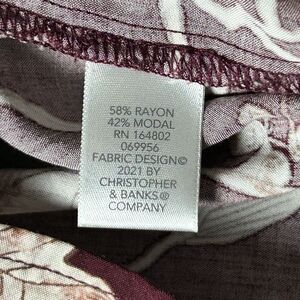 58% RAYON
42% MODAL
RN 164802
069956
FABRIC DESIGN©
2021 BY
CHRISTOPHER
& BANKS®
COMPANY